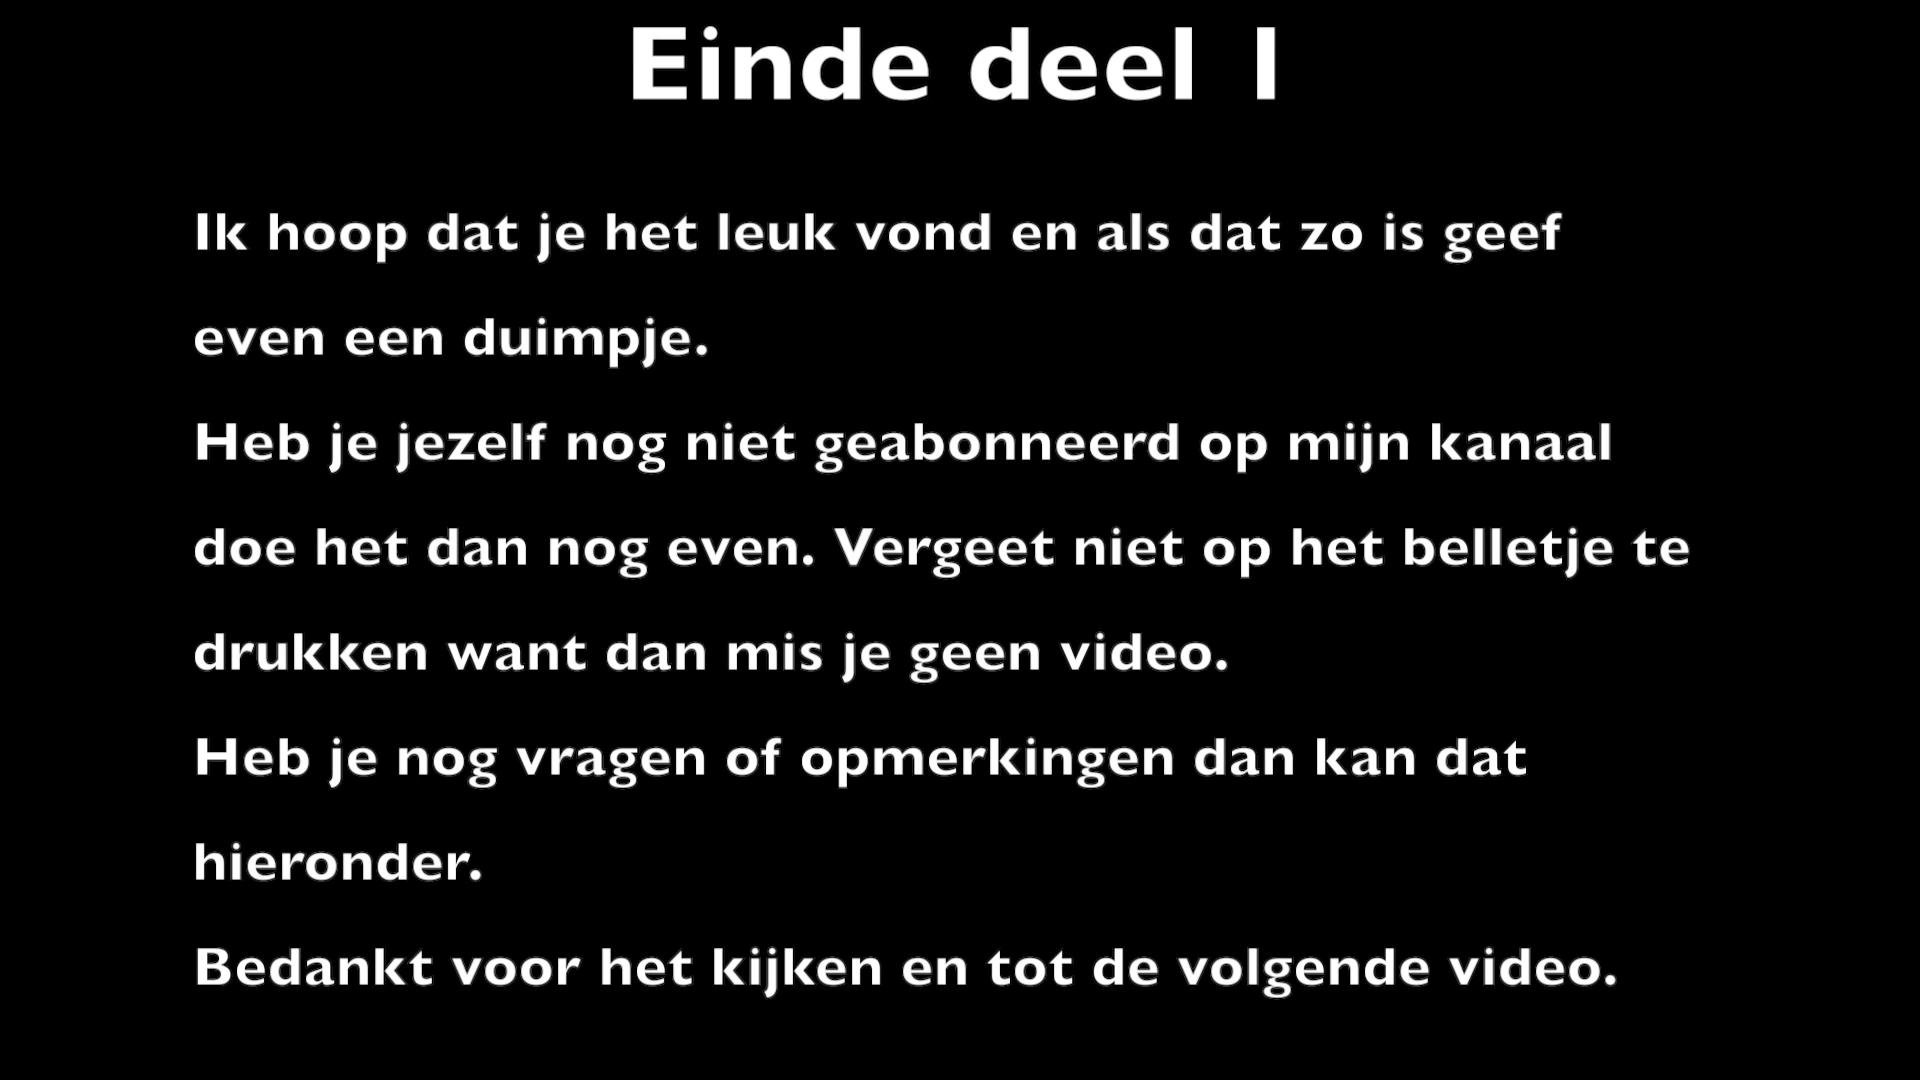 Einde deel 1
Ik hoop dat je het leuk vond en als dat zo is geef
even een duimpje.
Heb je jezelf nog niet geabonneerd op mijn kanaal
doe het dan nog even. Vergeet niet op het belletje te
drukken want dan mis je geen video.
Heb je nog vragen of opmerkingen dan kan dat
hieronder.
Bedankt voor het kijken en tot de volgende video.